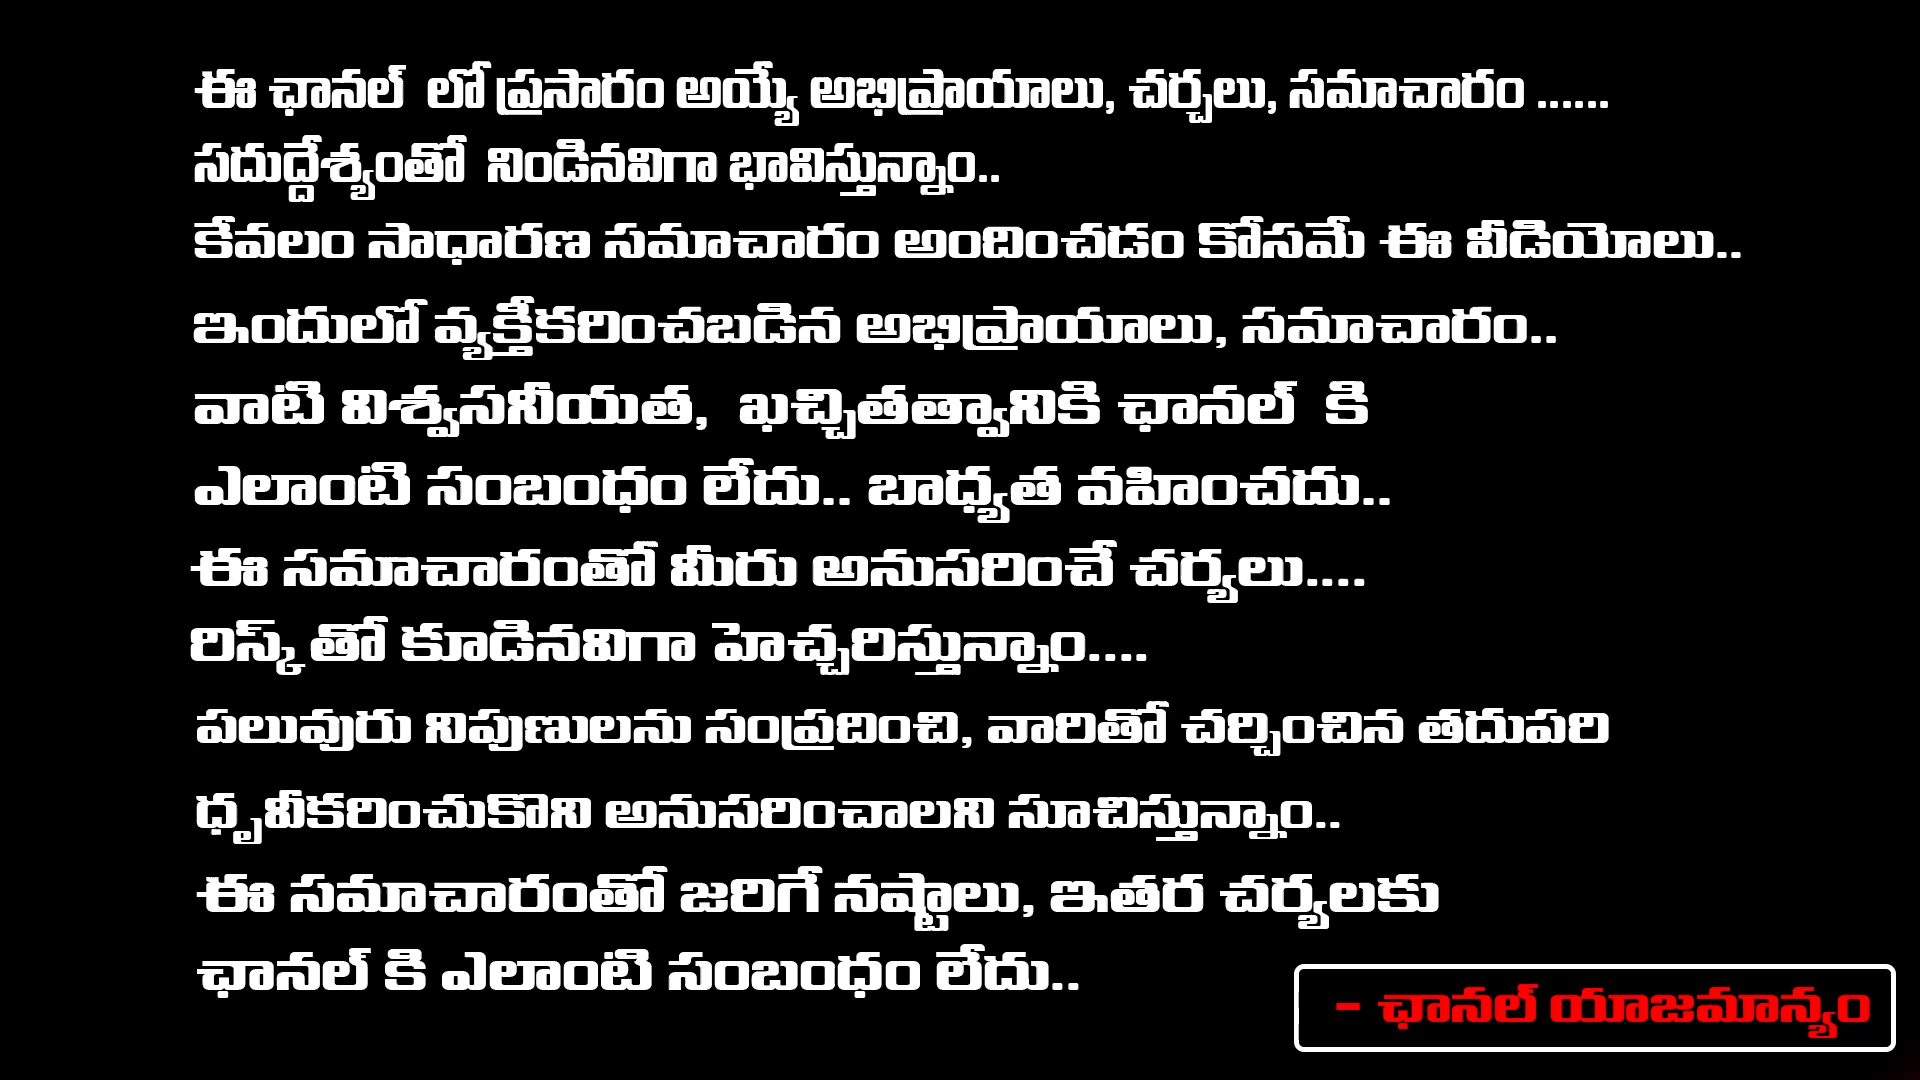 ఈ ఛానల్ లో ప్రసారం అయ్యే అభిప్రాయాలు, చర్చలు, సమాచారం ......
సదుద్దేశ్యంతో నిండినవిగా భావిస్తున్నాం..
కేవలం సాధారణ సమాచారం అందించడం కోసమే ఈ వీడియోలు..
ఇందులో వ్యక్తీకరించబడిన అభిప్రాయాలు, సమాచారం..
వాటి విశ్వసనీయత, ఖచ్చితత్వానికి ఛానల్ కి
ఎలాంటి సంబంధం లేదు.. బాధ్యత వహించదు..
ఈ సమాచారంతో మీరు అనుసరించే చర్యలు....
రిస్క్ తో కూడినవిగా హెచ్చరిస్తున్నాం....
పలువురు నిపుణులను సంప్రదించి, వారితో చర్చించిన తదుపరి
ధృవీకరించుకొని అనుసరించాలని సూచిస్తున్నాం..
ఈ సమాచారంతో జరిగే నష్టాలు, ఇతర చర్యలకు
ఛానల్ కి ఎలాంటి సంబంధం లేదు..
- ఛానల్ యాజమాన్యం